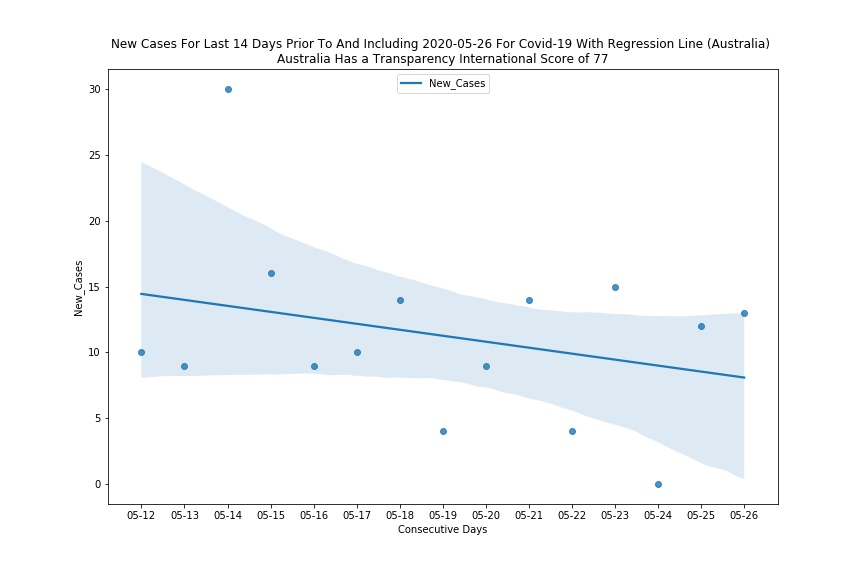 New Cases For Last 14 Days Prior To And Including 2020-05-26 For Covid-19 With Regression Line (Australia)
Australia Has a Transparency International Score of 77
New_Cases
30
25
20
15
10
5
0
New_Cases
05-12 05-13 05-14 05-15 05-16 05-17 05-18 05-19 05-20 05-21 05-22 05-23 05-24 05-25 05-26
Consecutive Days